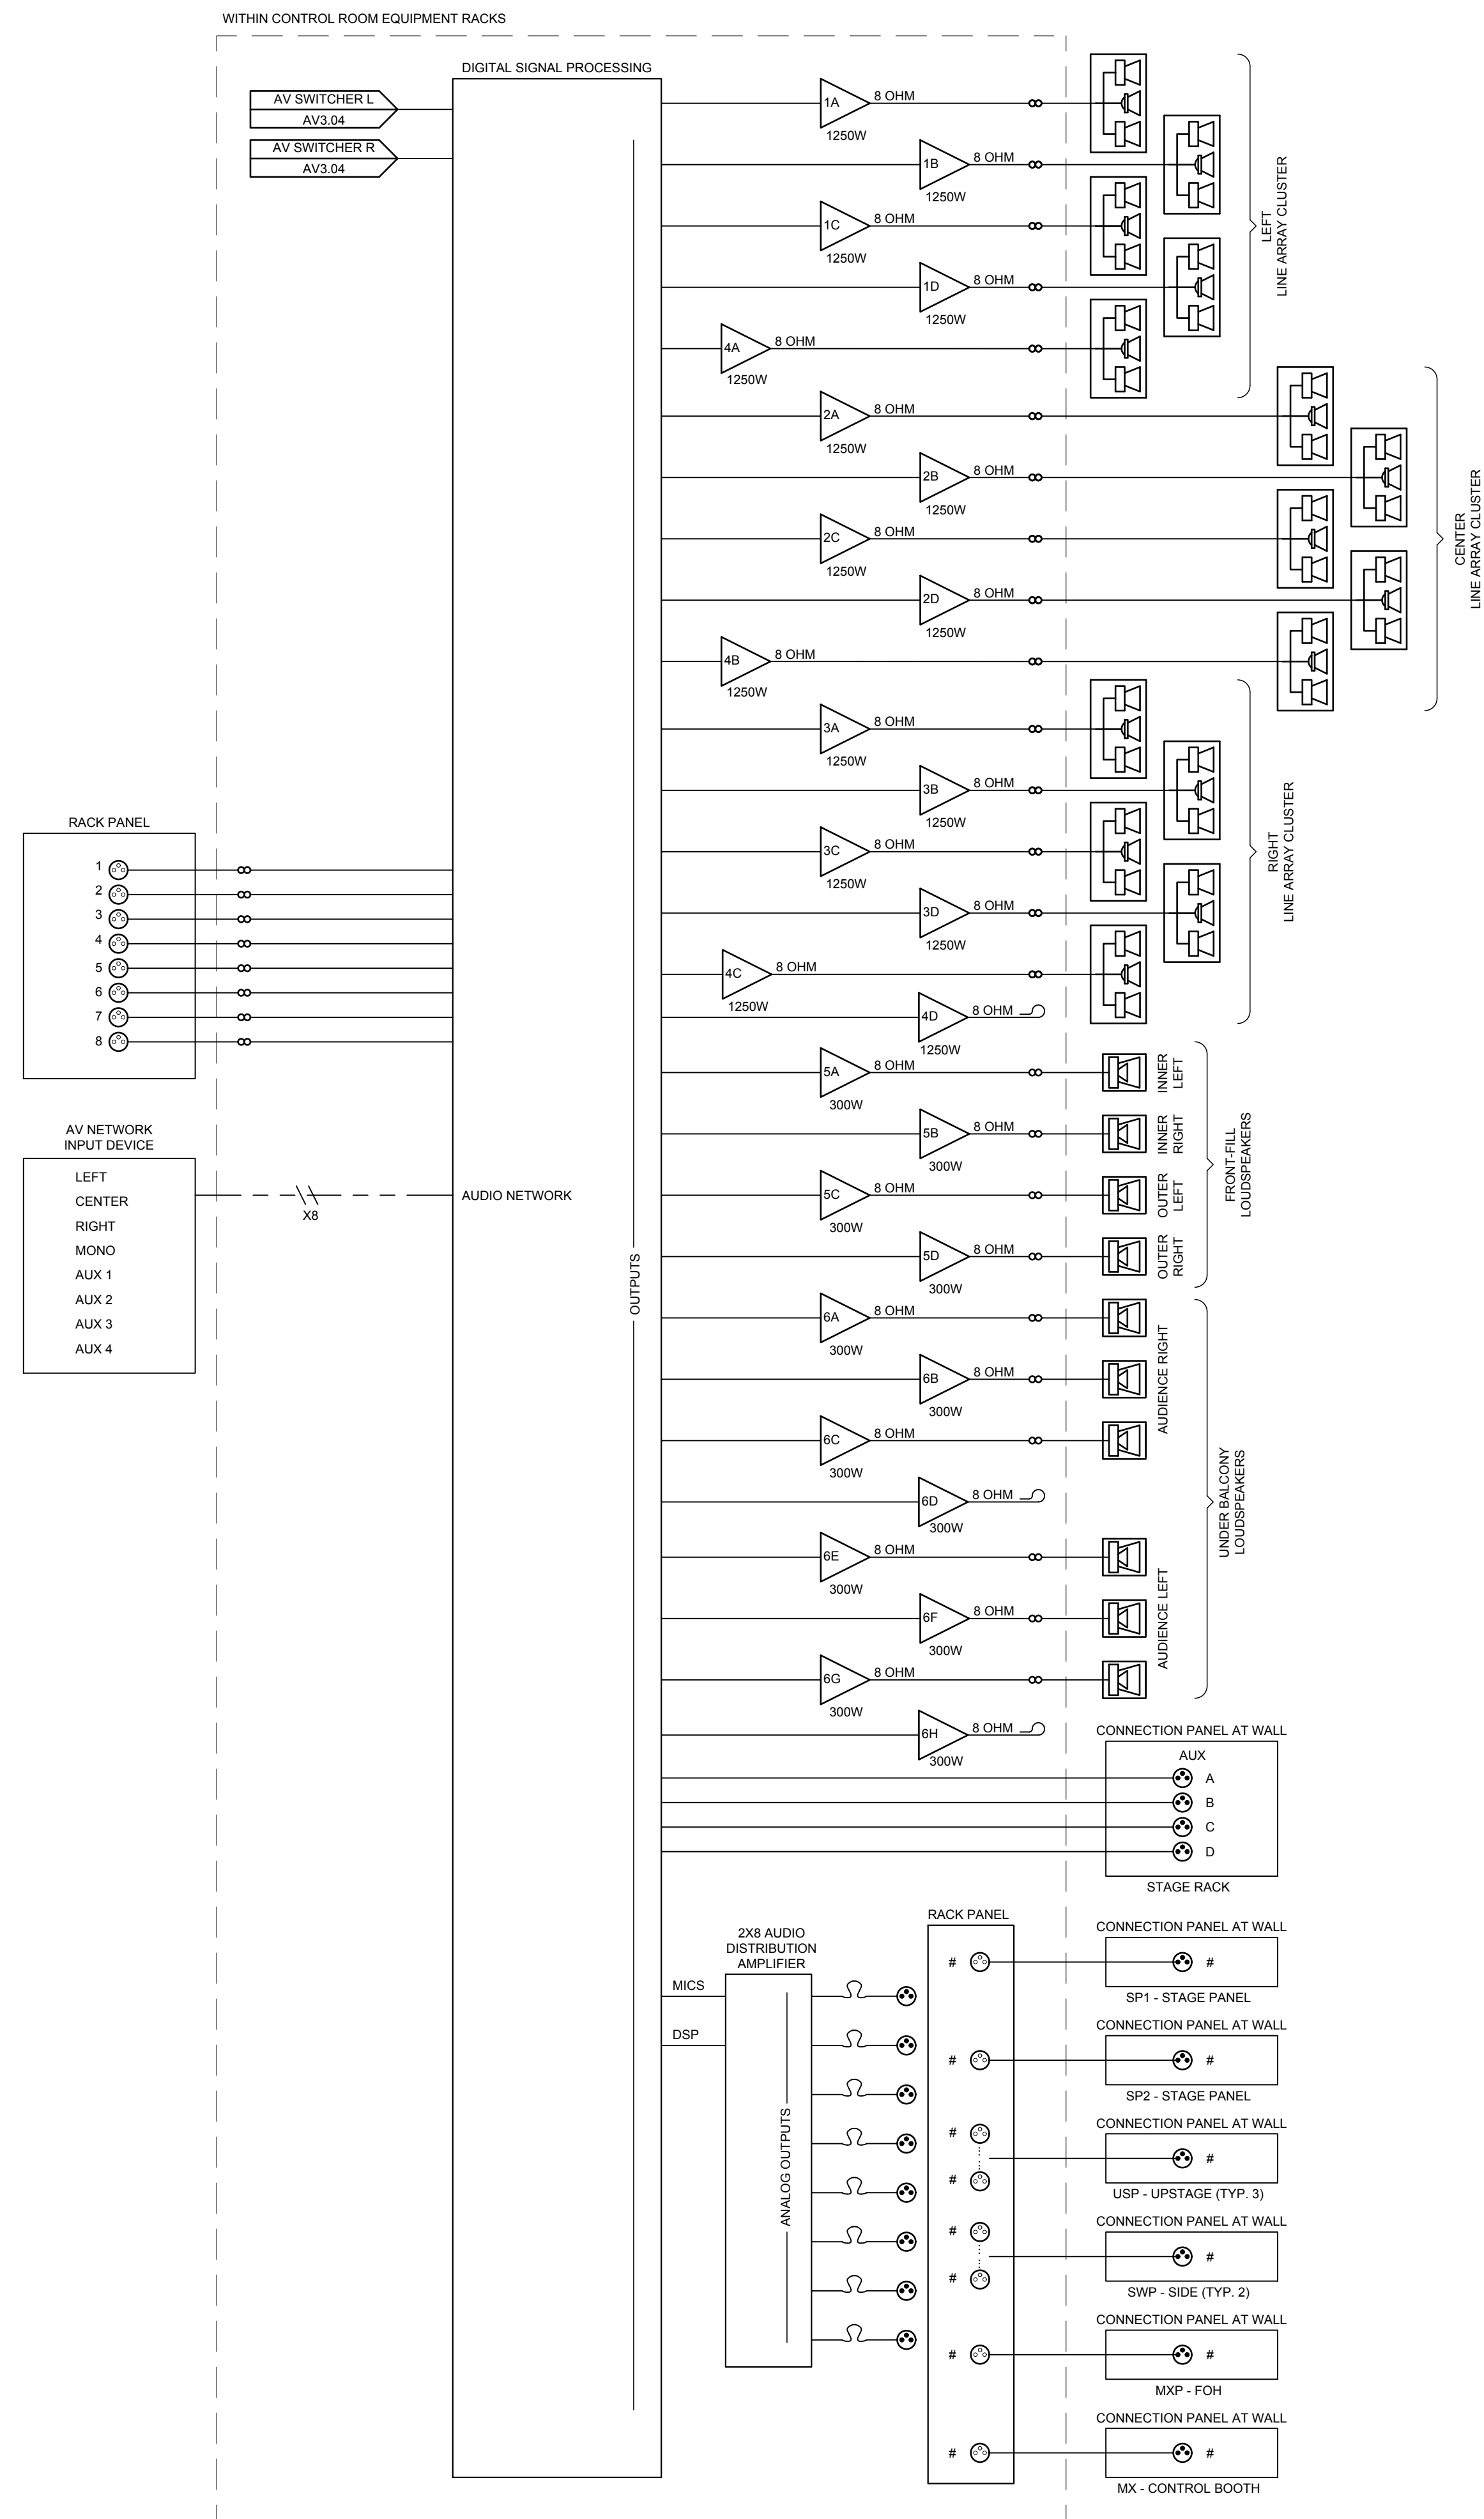 WITHIN CONTROL ROOM EQUIPMENT RACKS
DIGITAL SIGNAL PROCESSING
AV SWITCHER L
AV3.04
AV SWITCHER R
AV3.04
1A
8 OHM
1250W
1B
8 OHM
1250W
1C
8 OHM
1250W
1D
8 OHM
1250W
4A
8 OHM
1250W
LEFT
LINE ARRAY CLUSTER
2A
8 OHM
1250W
2B
8 OHM
1250W
2C
8 OHM
1250W
2D
8 OHM
1250W
4B
8 OHM
1250W
CENTER
LINE ARRAY CLUSTER
3A
8 OHM
1250W
3B
8 OHM
1250W
3C
8 OHM
1250W
3D
8 OHM
1250W
4C
8 OHM
1250W
RIGHT
LINE ARRAY CLUSTER
4D
8 OHM
1250W
RACK PANEL
1
2
3
4
5
6
7
8
AV NETWORK
INPUT DEVICE
LEFT
CENTER
RIGHT
MONO
AUX 1
AUX 2
AUX 3
AUX 4
X8
AUDIO NETWORK
OUTPUTS
5A
8 OHM
300W
INNER
LEFT
5B
8 OHM
300W
INNER
RIGHT
5C
8 OHM
300W
OUTER
LEFT
5D
8 OHM
300W
OUTER
RIGHT
FRONT-FILL
LOUDSPEAKERS
6A
8 OHM
300W
6B
8 OHM
300W
6C
8 OHM
300W
AUDIENCE RIGHT
6D
8 OHM
300W
6E
8 OHM
300W
6F
8 OHM
300W
6G
8 OHM
300W
AUDIENCE LEFT
UNDER BALCONY
LOUDSPEAKERS
6H
8 OHM
300W
CONNECTION PANEL AT WALL
AUX
A
B
C
D
STAGE RACK
MICS
DSP
2X8 AUDIO
DISTRIBUTION
AMPLIFIER
ANALOG OUTPUTS
RACK PANEL
#
#
#
#
#
#
#
#
CONNECTION PANEL AT WALL
#
SP1 - STAGE PANEL
CONNECTION PANEL AT WALL
#
SP2 - STAGE PANEL
CONNECTION PANEL AT WALL
#
USP - UPSTAGE (TYP. 3)
CONNECTION PANEL AT WALL
#
SWP - SIDE (TYP. 2)
CONNECTION PANEL AT WALL
#
MXP - FOH
CONNECTION PANEL AT WALL
#
MX - CONTROL BOOTH